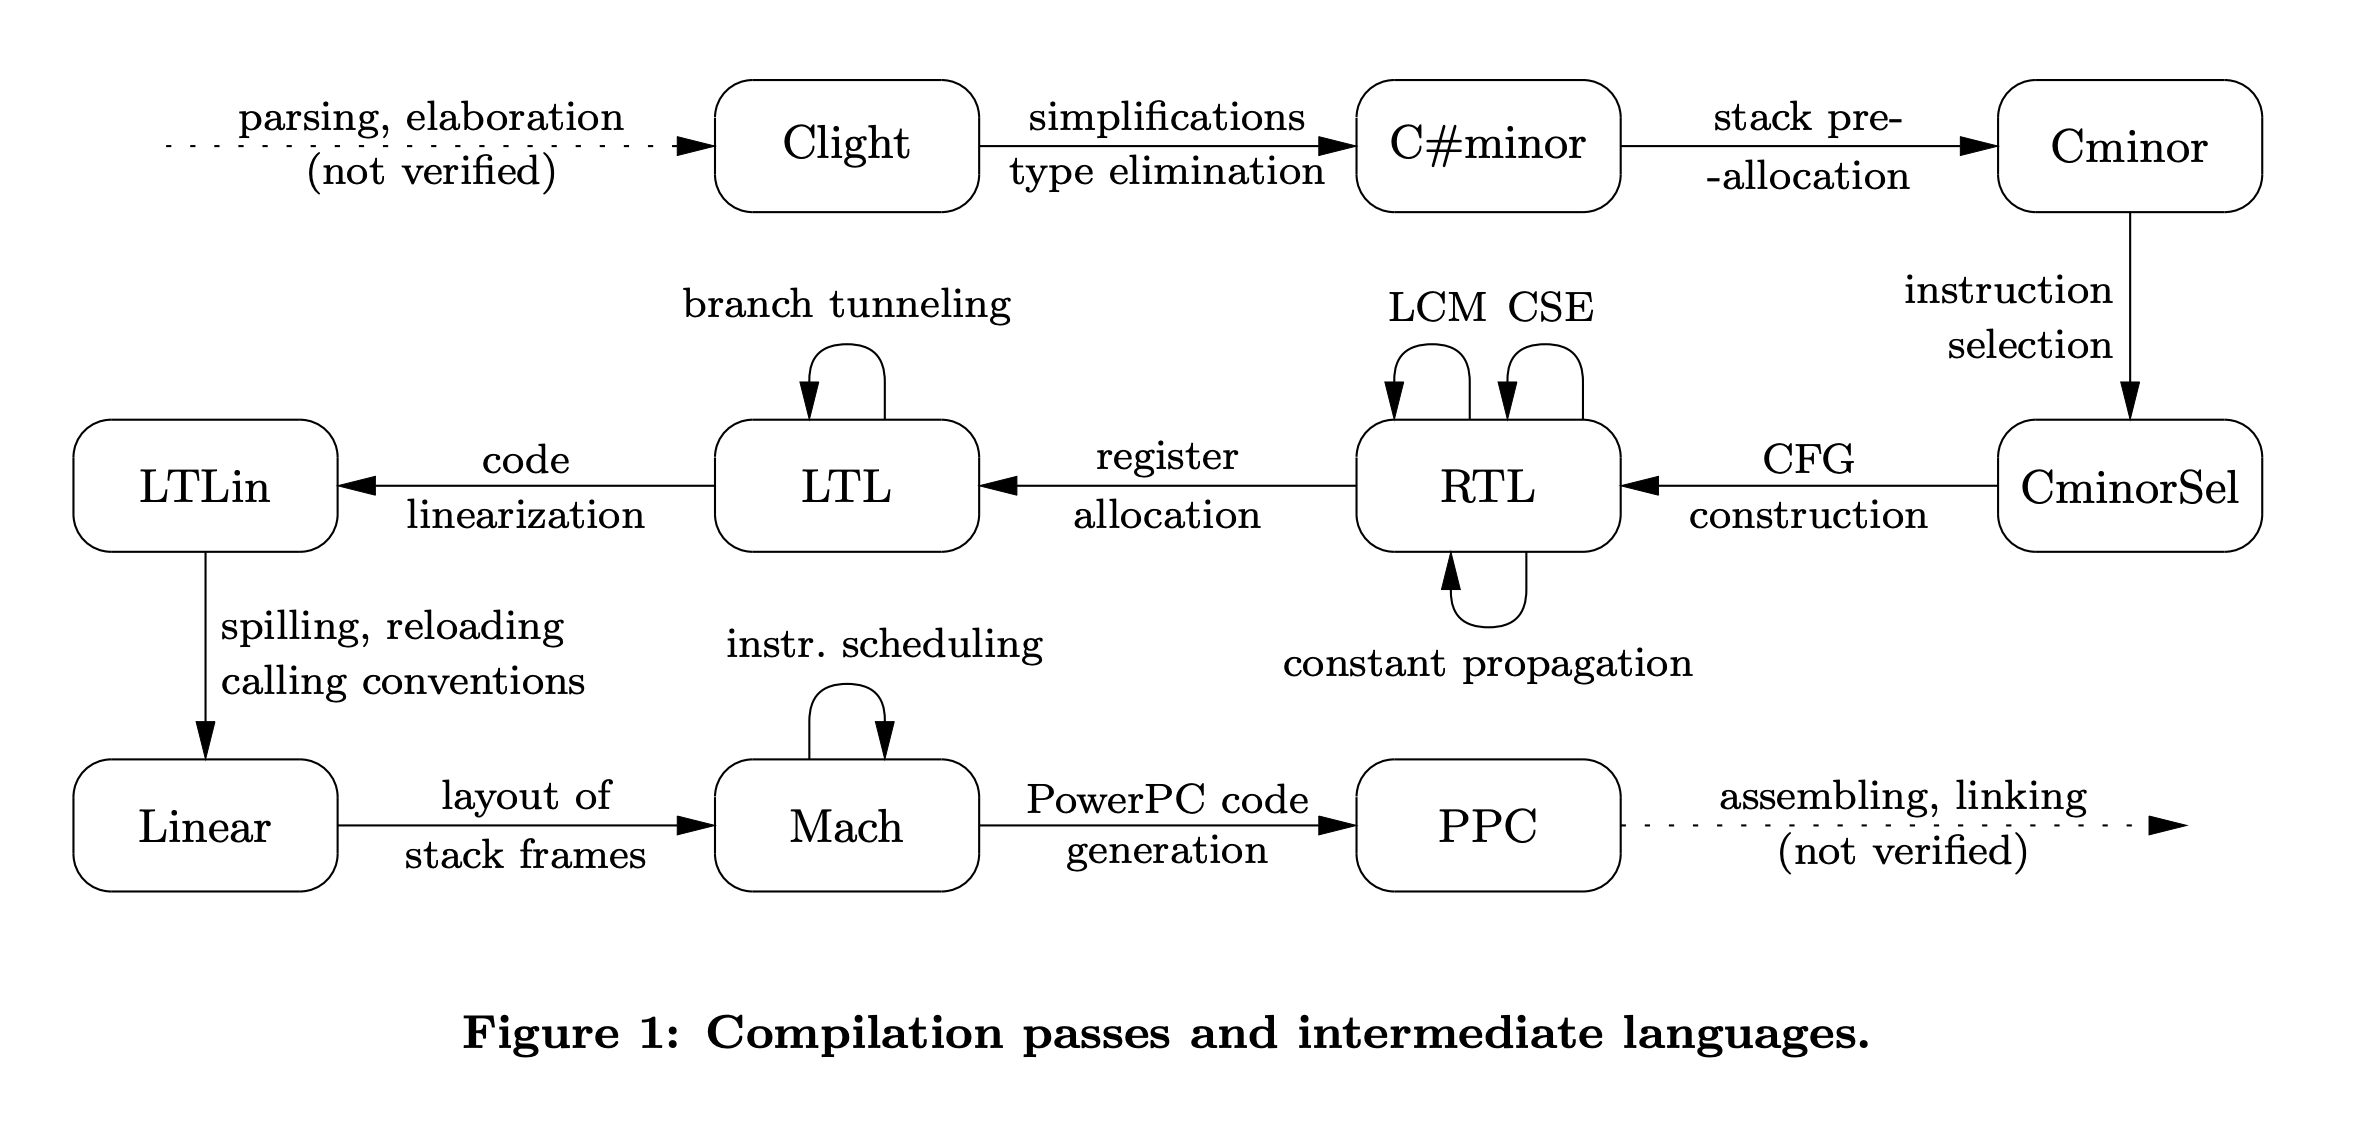 parsing, elaboration
(not verified)
Clight
simplifications
type elimination
C#minor
stack pre-
-allocation
Cminor
instruction
selection
branch tunneling
LCM
CSE
LTLin
code
linearization
LTL
register
allocation
RTL
CFG
construction
CminorSel
spilling, reloading
calling conventions
instr. scheduling
constant propagation
Linear
layout of
stack frames
Mach
PowerPC code
generation
PPC
assembling, linking
(not verified)
Figure 1: Compilation passes and intermediate languages.